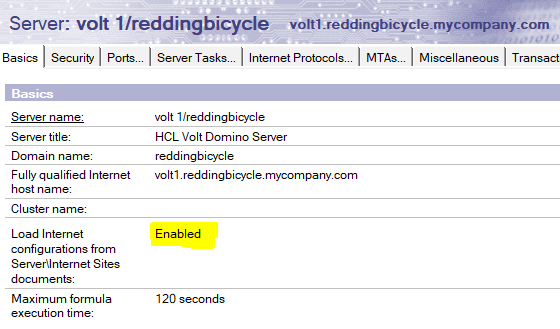 Server: volt 1/reddingbicycle volt1.reddingbicycle.mycompany.com
Basics Security Ports... Server Tasks... Internet Protocols... MTAs... Miscellaneous Transact
Basics
Server name: volt 1/reddingbicycle
Server title: HCL Volt Domino Server
Domain name: reddingbicycle
Fully qualified Internet volt1.reddingbicycle.mycompany.com
host name:
Cluster name:
Load Internet Enabled
configurations from
Server\Internet Sites
documents:
Maximum formula 120 seconds
execution time: